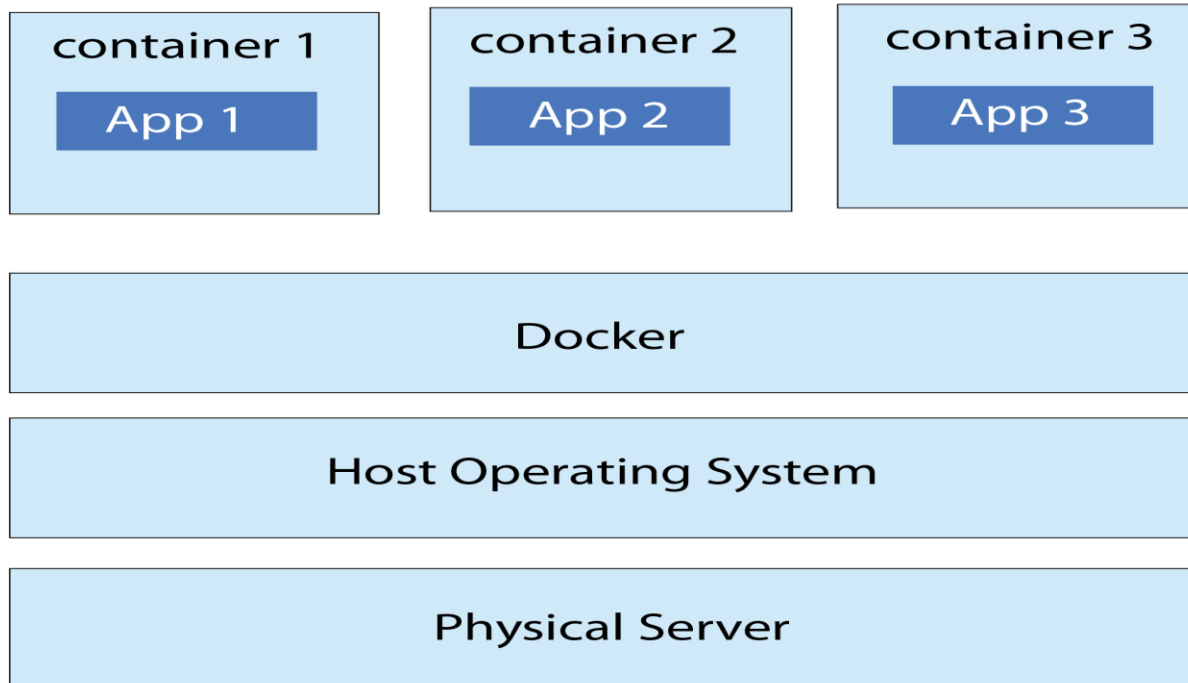 container 1
container 2
container 3
App 1
App 2
App 3
Docker
Host Operating System
Physical Server